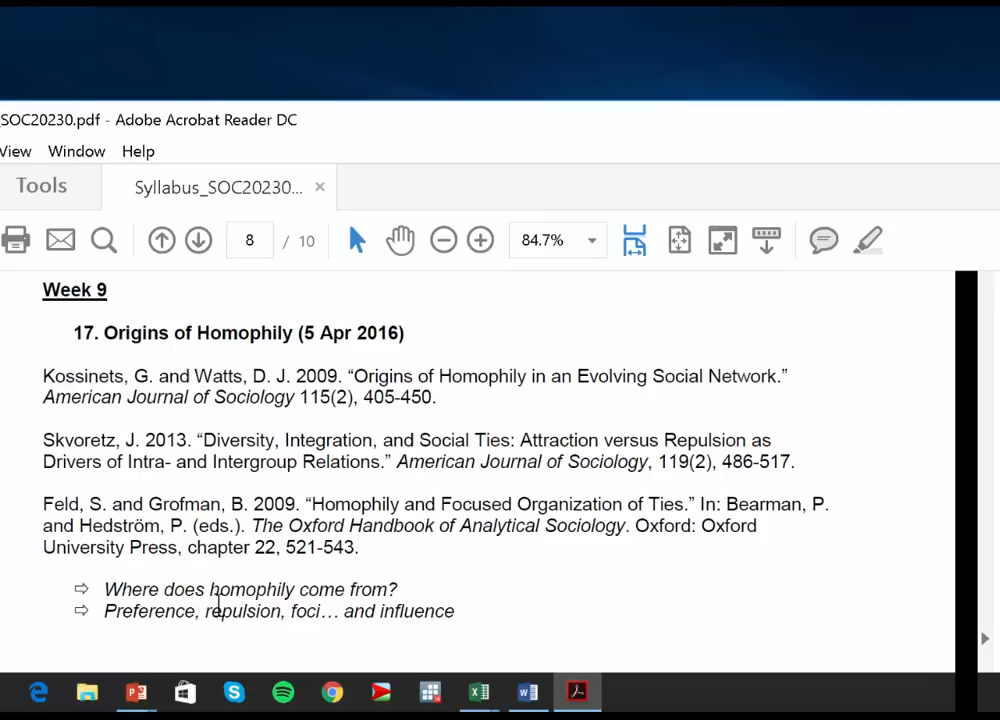 _SOC20230.pdf - Adobe Acrobat Reader DC
View Window Help
Tools Syllabus_SOC20230... ×
8 / 10 84.7%
Week 9
17. Origins of Homophily (5 Apr 2016)
Kossinets, G. and Watts, D. J. 2009. “Origins of Homophily in an Evolving Social Network.”
American Journal of Sociology 115(2), 405-450.
Skvoretz, J. 2013. “Diversity, Integration, and Social Ties: Attraction versus Repulsion as
Drivers of Intra- and Intergroup Relations.” American Journal of Sociology, 119(2), 486-517.
Feld, S. and Grofman, B. 2009. “Homophily and Focused Organization of Ties.” In: Bearman, P.
and Hedström, P. (eds.). The Oxford Handbook of Analytical Sociology. Oxford: Oxford
University Press, chapter 22, 521-543.
⇨ Where does homophily come from?
⇨ Preference, repulsion, foci… and influence